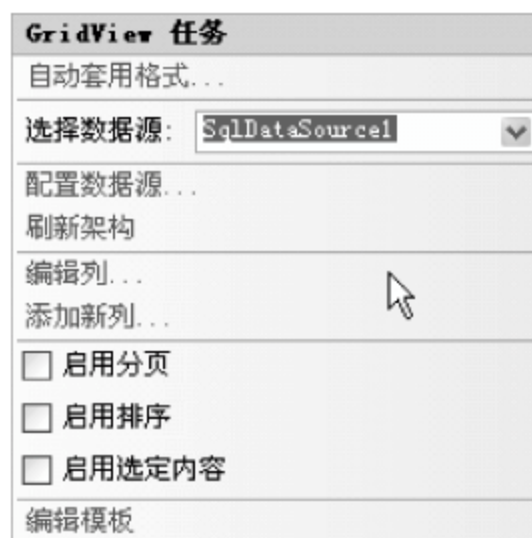 GridView 任务
自动套用格式...
选择数据源: SqlDataSource1
配置数据源...
刷新架构
编辑列...
添加新列...
启用分页
启用排序
启用选定内容
编辑模板